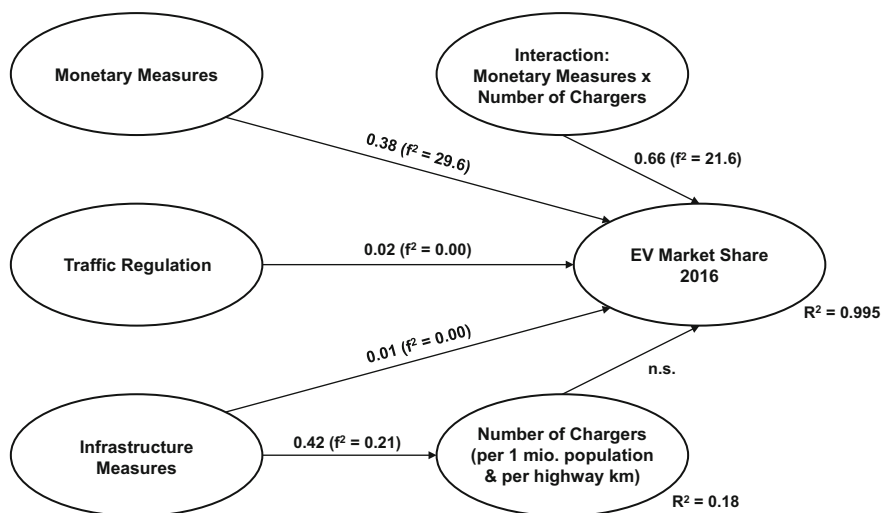 Monetary Measures
Interaction:
Monetary Measures x
Number of Chargers
0.38 (f² = 29.6)
0.66 (f² = 21.6)
Traffic Regulation
0.02 (f² = 0.00)
EV Market Share
2016
R² = 0.995
0.01 (f² = 0.00)
n.s.
Infrastructure
Measures
0.42 (f² = 0.21)
Number of Chargers
(per 1 mio. population
& per highway km)
R² = 0.18